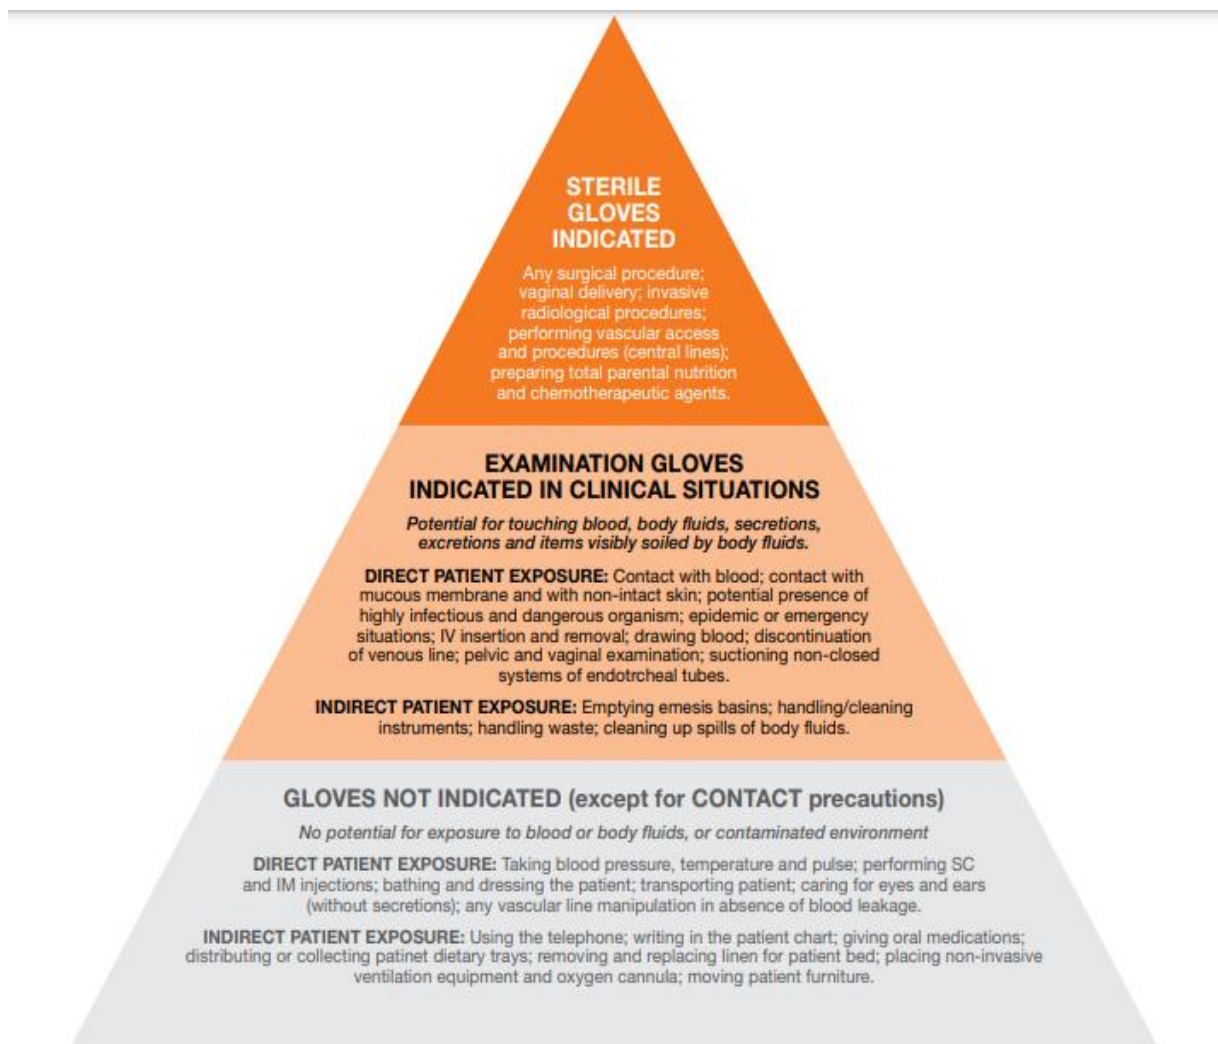 STERILE
GLOVES
INDICATED
Any surgical procedure;
vaginal delivery; invasive
radiological procedures;
performing vascular access
and procedures (central lines);
preparing total parental nutrition
and chemotherapeutic agents.
EXAMINATION GLOVES
INDICATED IN CLINICAL SITUATIONS
Potential for touching blood, body fluids, secretions,
excretions and items visibly soiled by body fluids.
DIRECT PATIENT EXPOSURE: Contact with blood; contact with
mucous membrane and with non-intact skin; potential presence of
highly infectious and dangerous organism; epidemic or emergency
situations; IV insertion and removal; drawing blood; discontinuation
of venous line; pelvic and vaginal examination; suctioning non-closed
systems of endotrcheal tubes.
INDIRECT PATIENT EXPOSURE: Emptying emesis basins; handling/cleaning
instruments; handling waste; cleaning up spills of body fluids.
GLOVES NOT INDICATED (except for CONTACT precautions)
No potential for exposure to blood or body fluids, or contaminated environment
DIRECT PATIENT EXPOSURE: Taking blood pressure, temperature and pulse; performing SC
and IM injections; bathing and dressing the patient; transporting patient; caring for eyes and ears
(without secretions); any vascular line manipulation in absence of blood leakage.
INDIRECT PATIENT EXPOSURE: Using the telephone; writing in the patient chart; giving oral medications;
distributing or collecting patinet dietary trays; removing and replacing linen for patient bed; placing non-invasive
ventilation equipment and oxygen cannula; moving patient furniture.